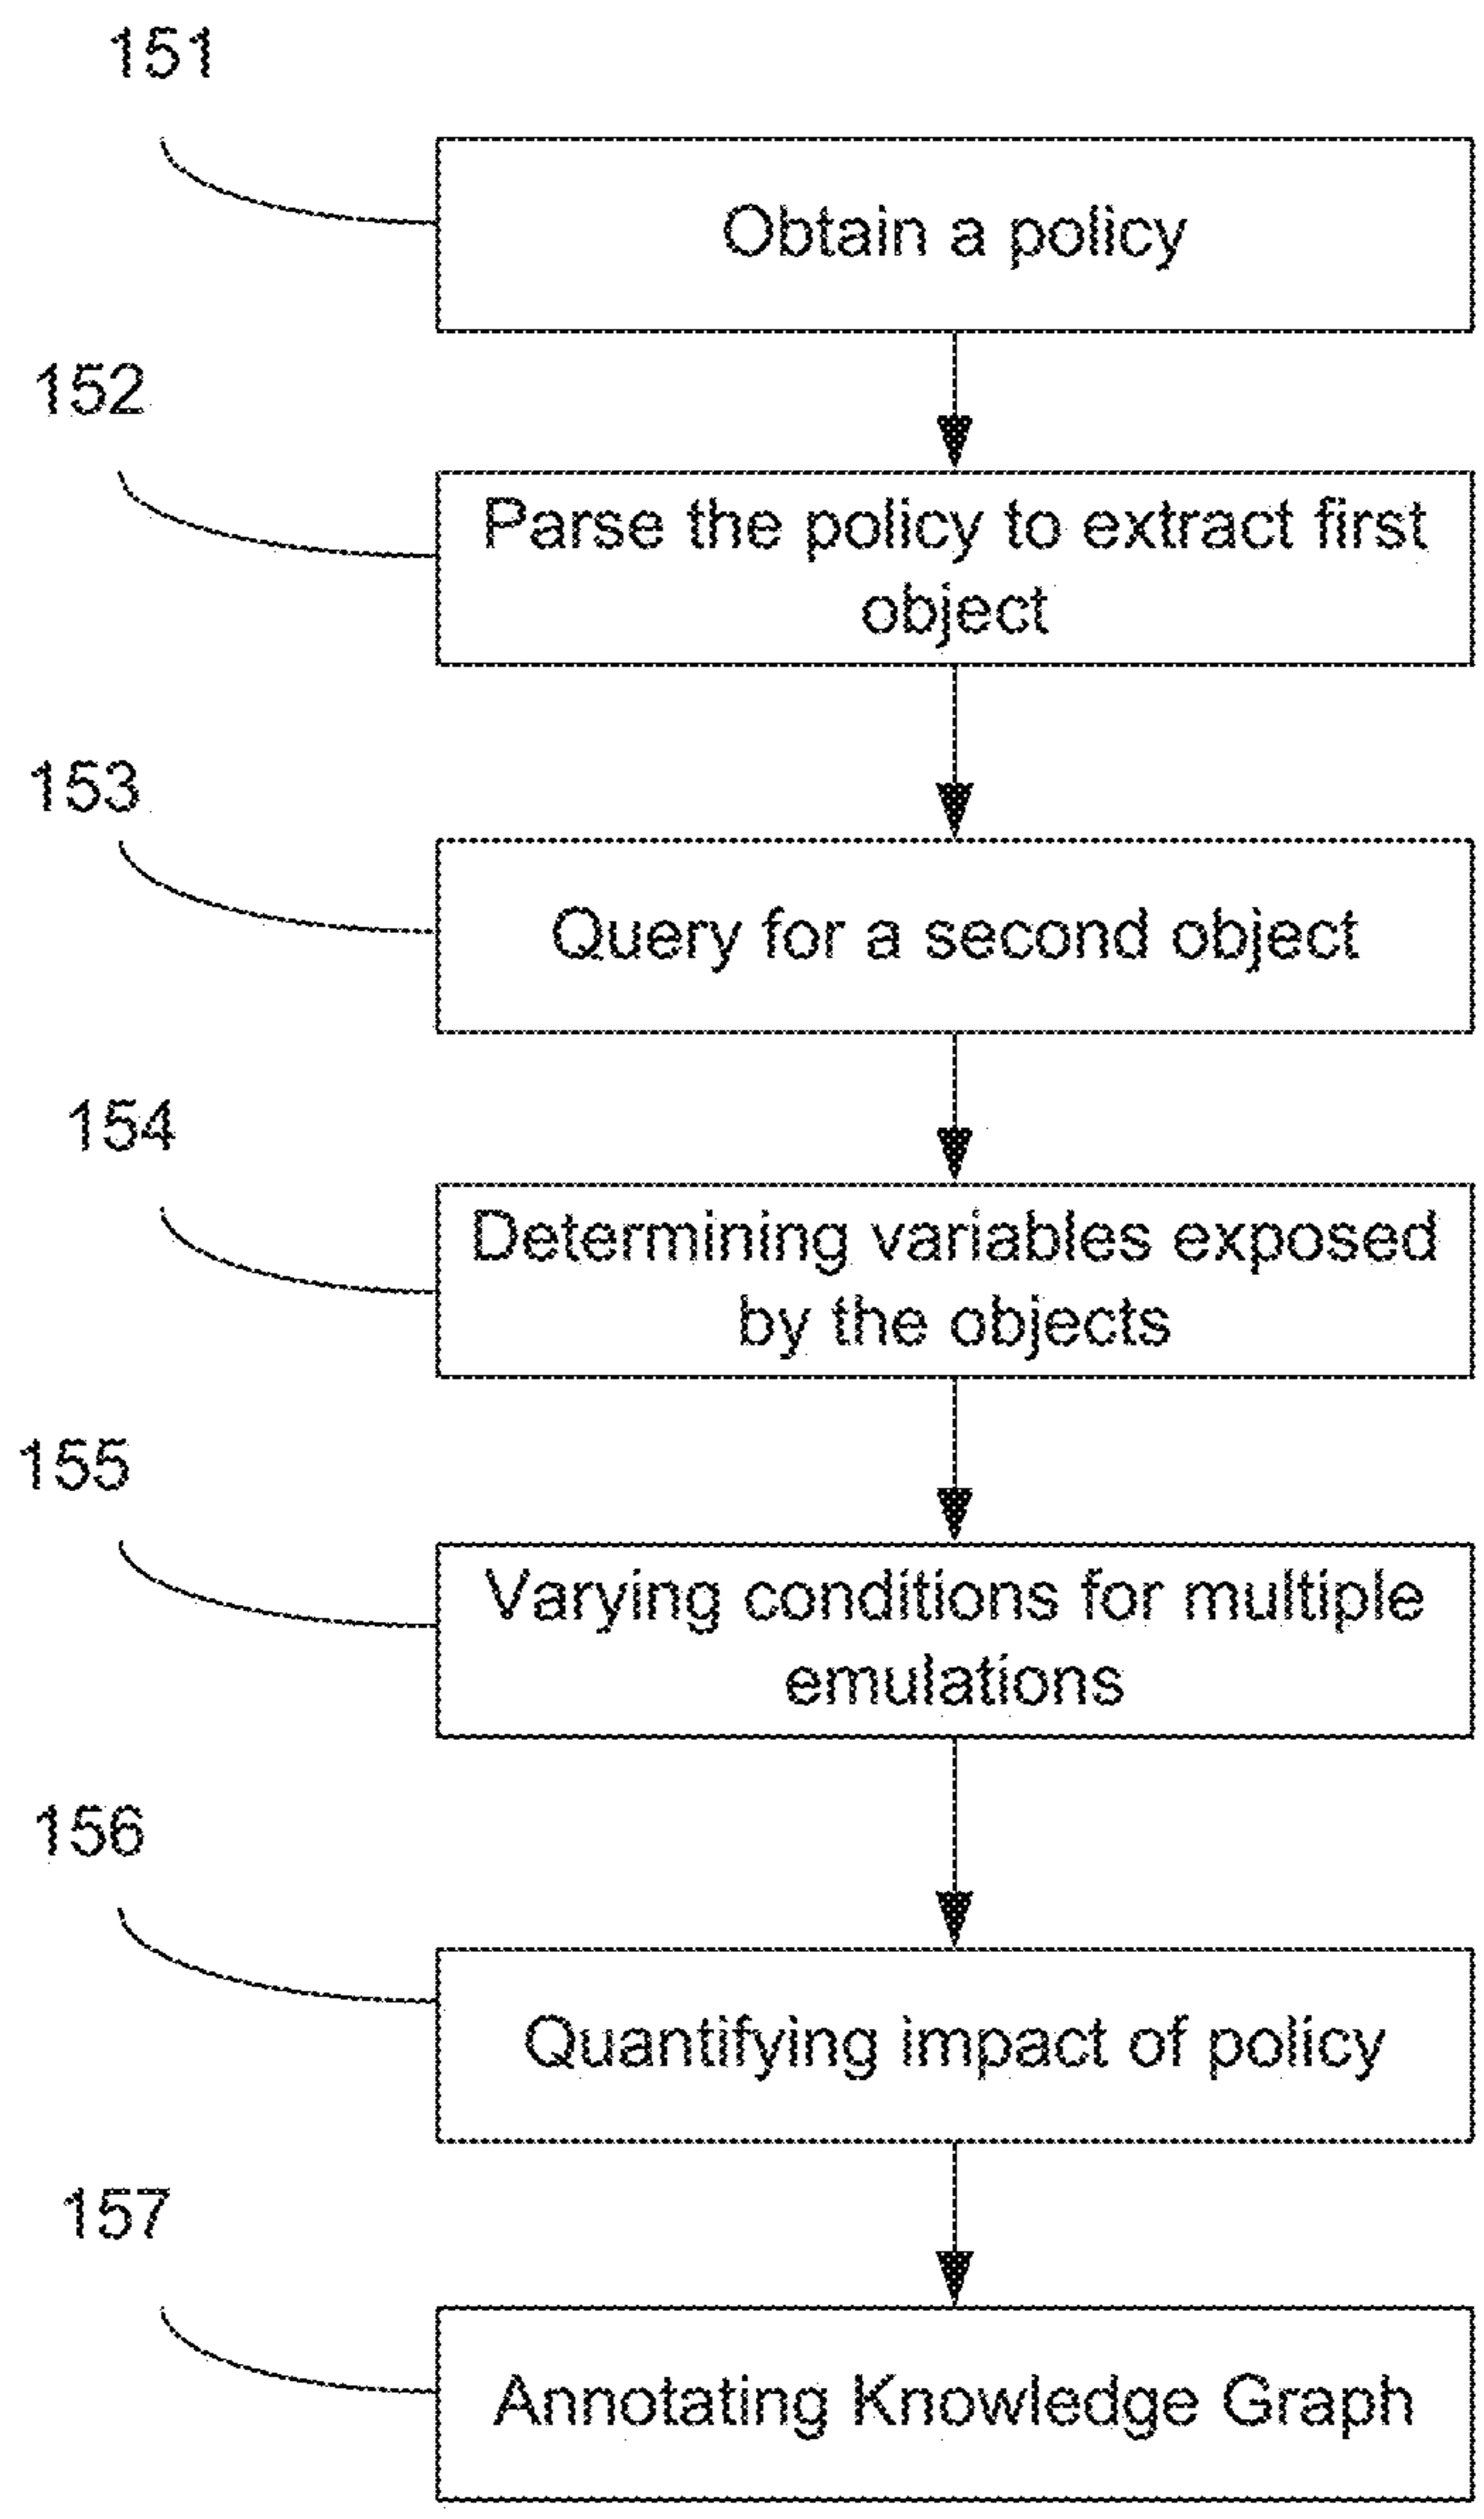 151
Obtain a policy
152
Parse the policy to extract first
object
153
Query for a second object
154
Determining variables exposed
by the objects
155
Varying conditions for multiple
emulations
156
Quantifying impact of policy
157
Annotating Knowledge Graph